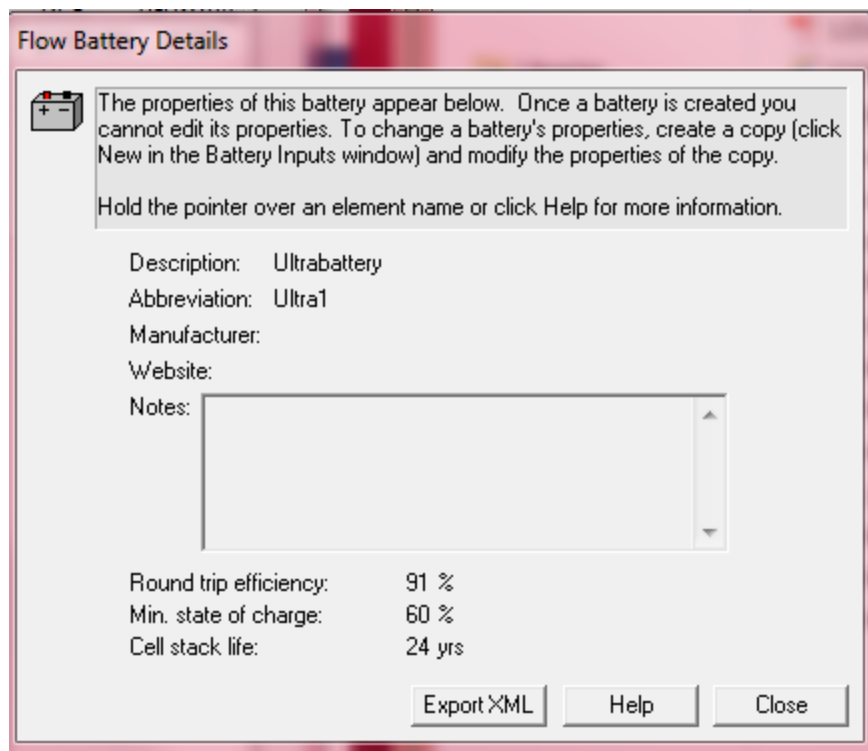 Flow Battery Details
The properties of this battery appear below.  Once a battery is created you
cannot edit its properties. To change a battery's properties, create a copy (click
New in the Battery Inputs window) and modify the properties of the copy.
Hold the pointer over an element name or click Help for more information.
Description: Ultrabattery
Abbreviation: Ultra1
Manufacturer:
Website:
Notes:
Round trip efficiency: 91 %
Min. state of charge: 60 %
Cell stack life: 24 yrs
Export XML Help Close